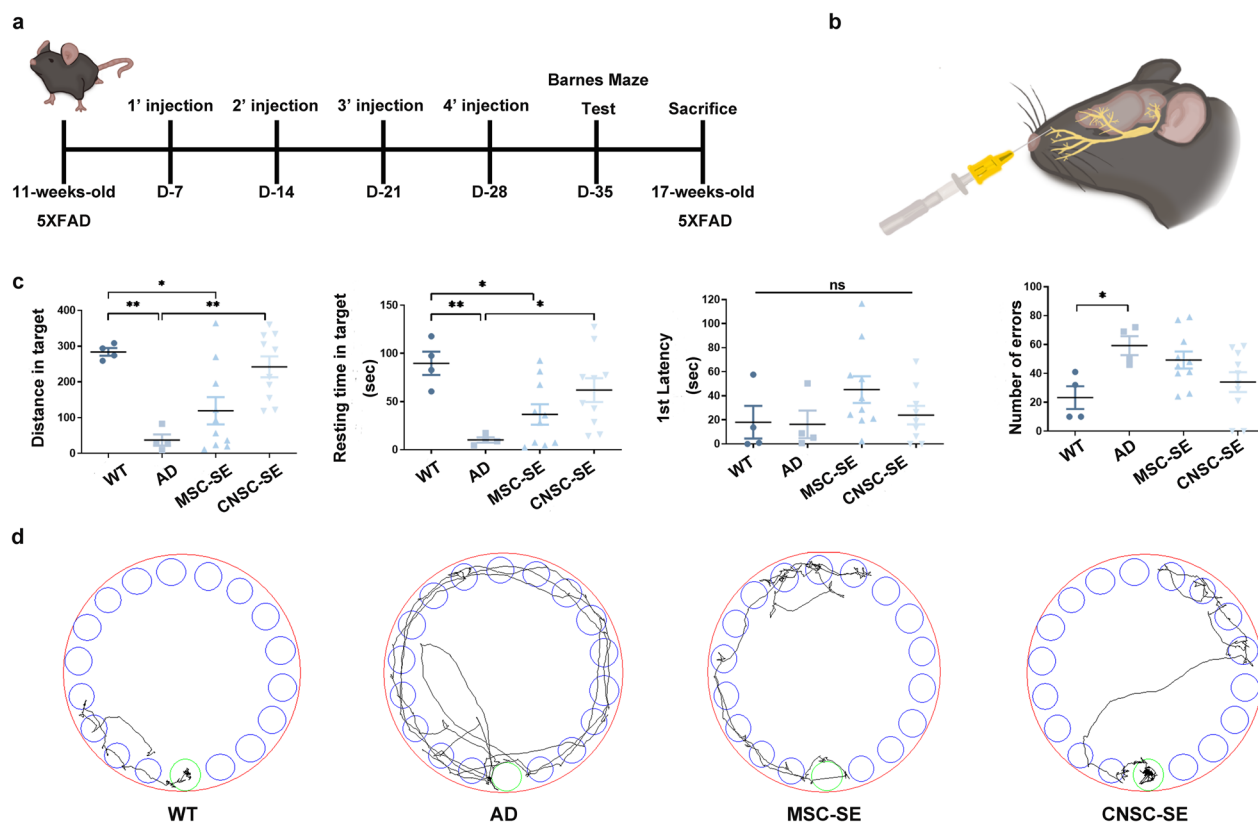 a
b
Barnes Maze
1' injection 2' injection 3' injection 4' injection Test Sacrifice
11-weeks-old D-7 D-14 D-21 D-28 D-35 17-weeks-old
5XFAD 5XFAD
c
* ** **
Distance in target
400
300
200
100
0
WT AD MSC-SE CNSC-SE
* ** *
Resting time in target
(sec)
150
100
50
0
WT AD MSC-SE CNSC-SE
ns
1st Latency
(sec)
120
100
80
60
40
20
0
WT AD MSC-SE CNSC-SE
*
Number of errors
100
80
60
40
20
0
WT AD MSC-SE CNSC-SE
d
WT AD MSC-SE CNSC-SE